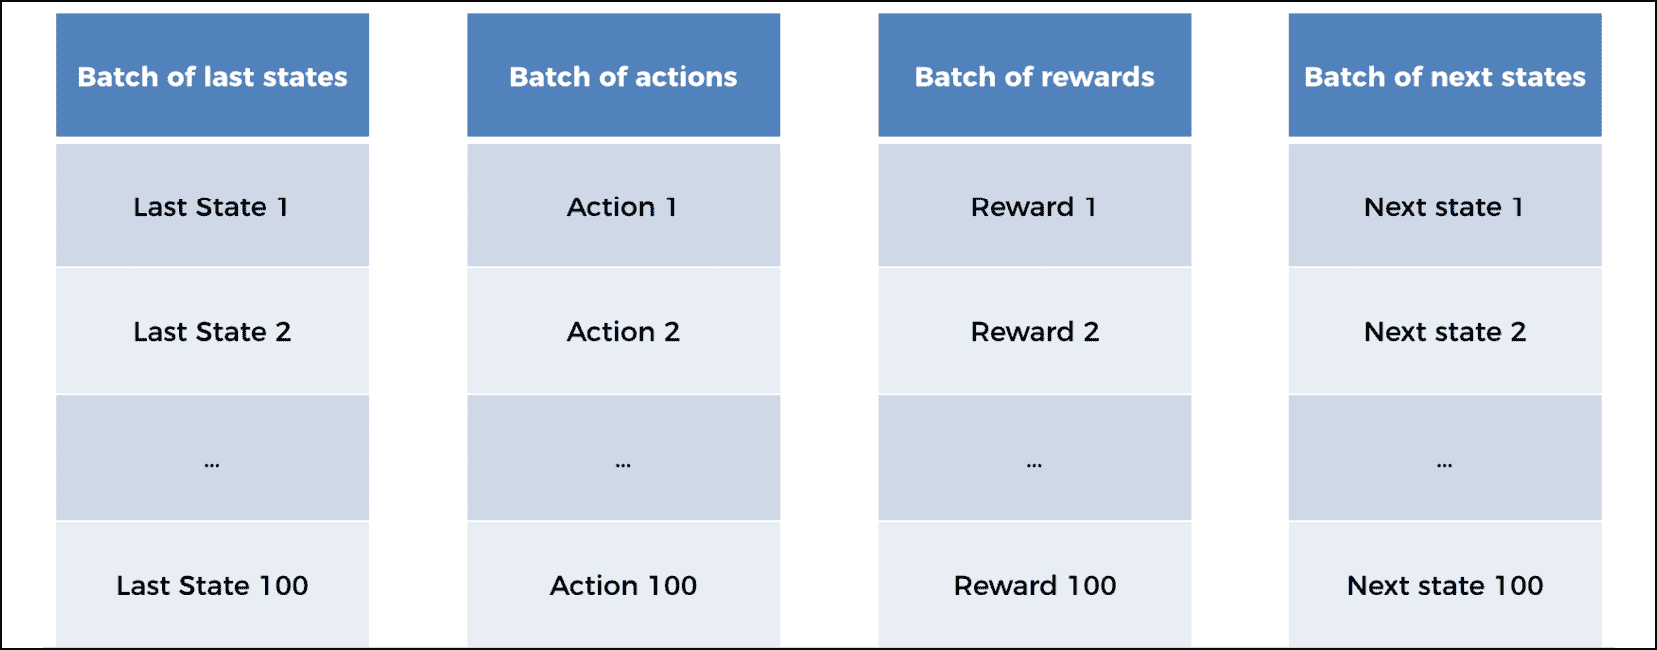 Batch of last states
Batch of actions
Batch of rewards
Batch of next states
Last State 1
Action 1
Reward 1
Next state 1
Last State 2
Action 2
Reward 2
Next state 2
...
...
...
...
Last State 100
Action 100
Reward 100
Next state 100